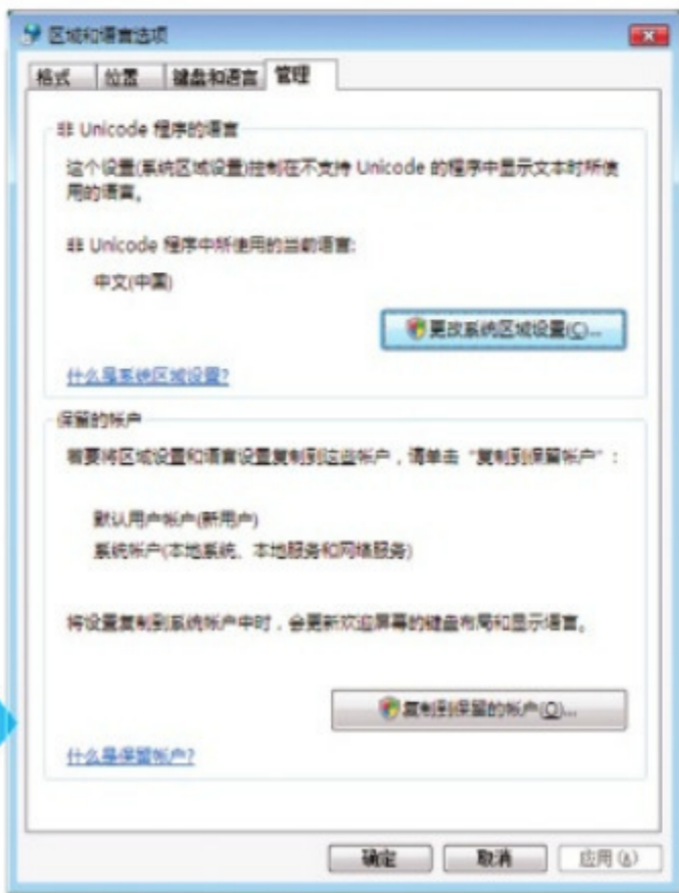 区域和语言选项
格式 位置 键盘和语言 管理
非 Unicode 程序的语言
这个设置(系统区域设置)控制在不支持 Unicode 的程序中显示文本时所使
用的语言。
非 Unicode 程序中所使用的当前语言:
中文(中国)
更改系统区域设置(C)...
什么是系统区域设置?
保留的帐户
若要将区域设置和语言设置复制到这些帐户，请单击“复制到保留帐户”：
默认用户帐户(新用户)
系统帐户(本地系统、本地服务和网络服务)
将设置复制到系统帐户中时，会更新欢迎屏幕的键盘布局和显示语言。
复制到保留的帐户(O)...
什么是保留帐户?
确定 取消 应用(A)